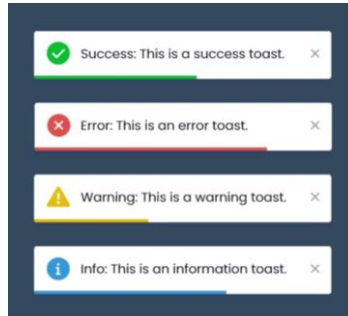 Success: This is a success toast.
Error: This is an error toast.
Warning: This is a warning toast.
Info: This is an information toast.